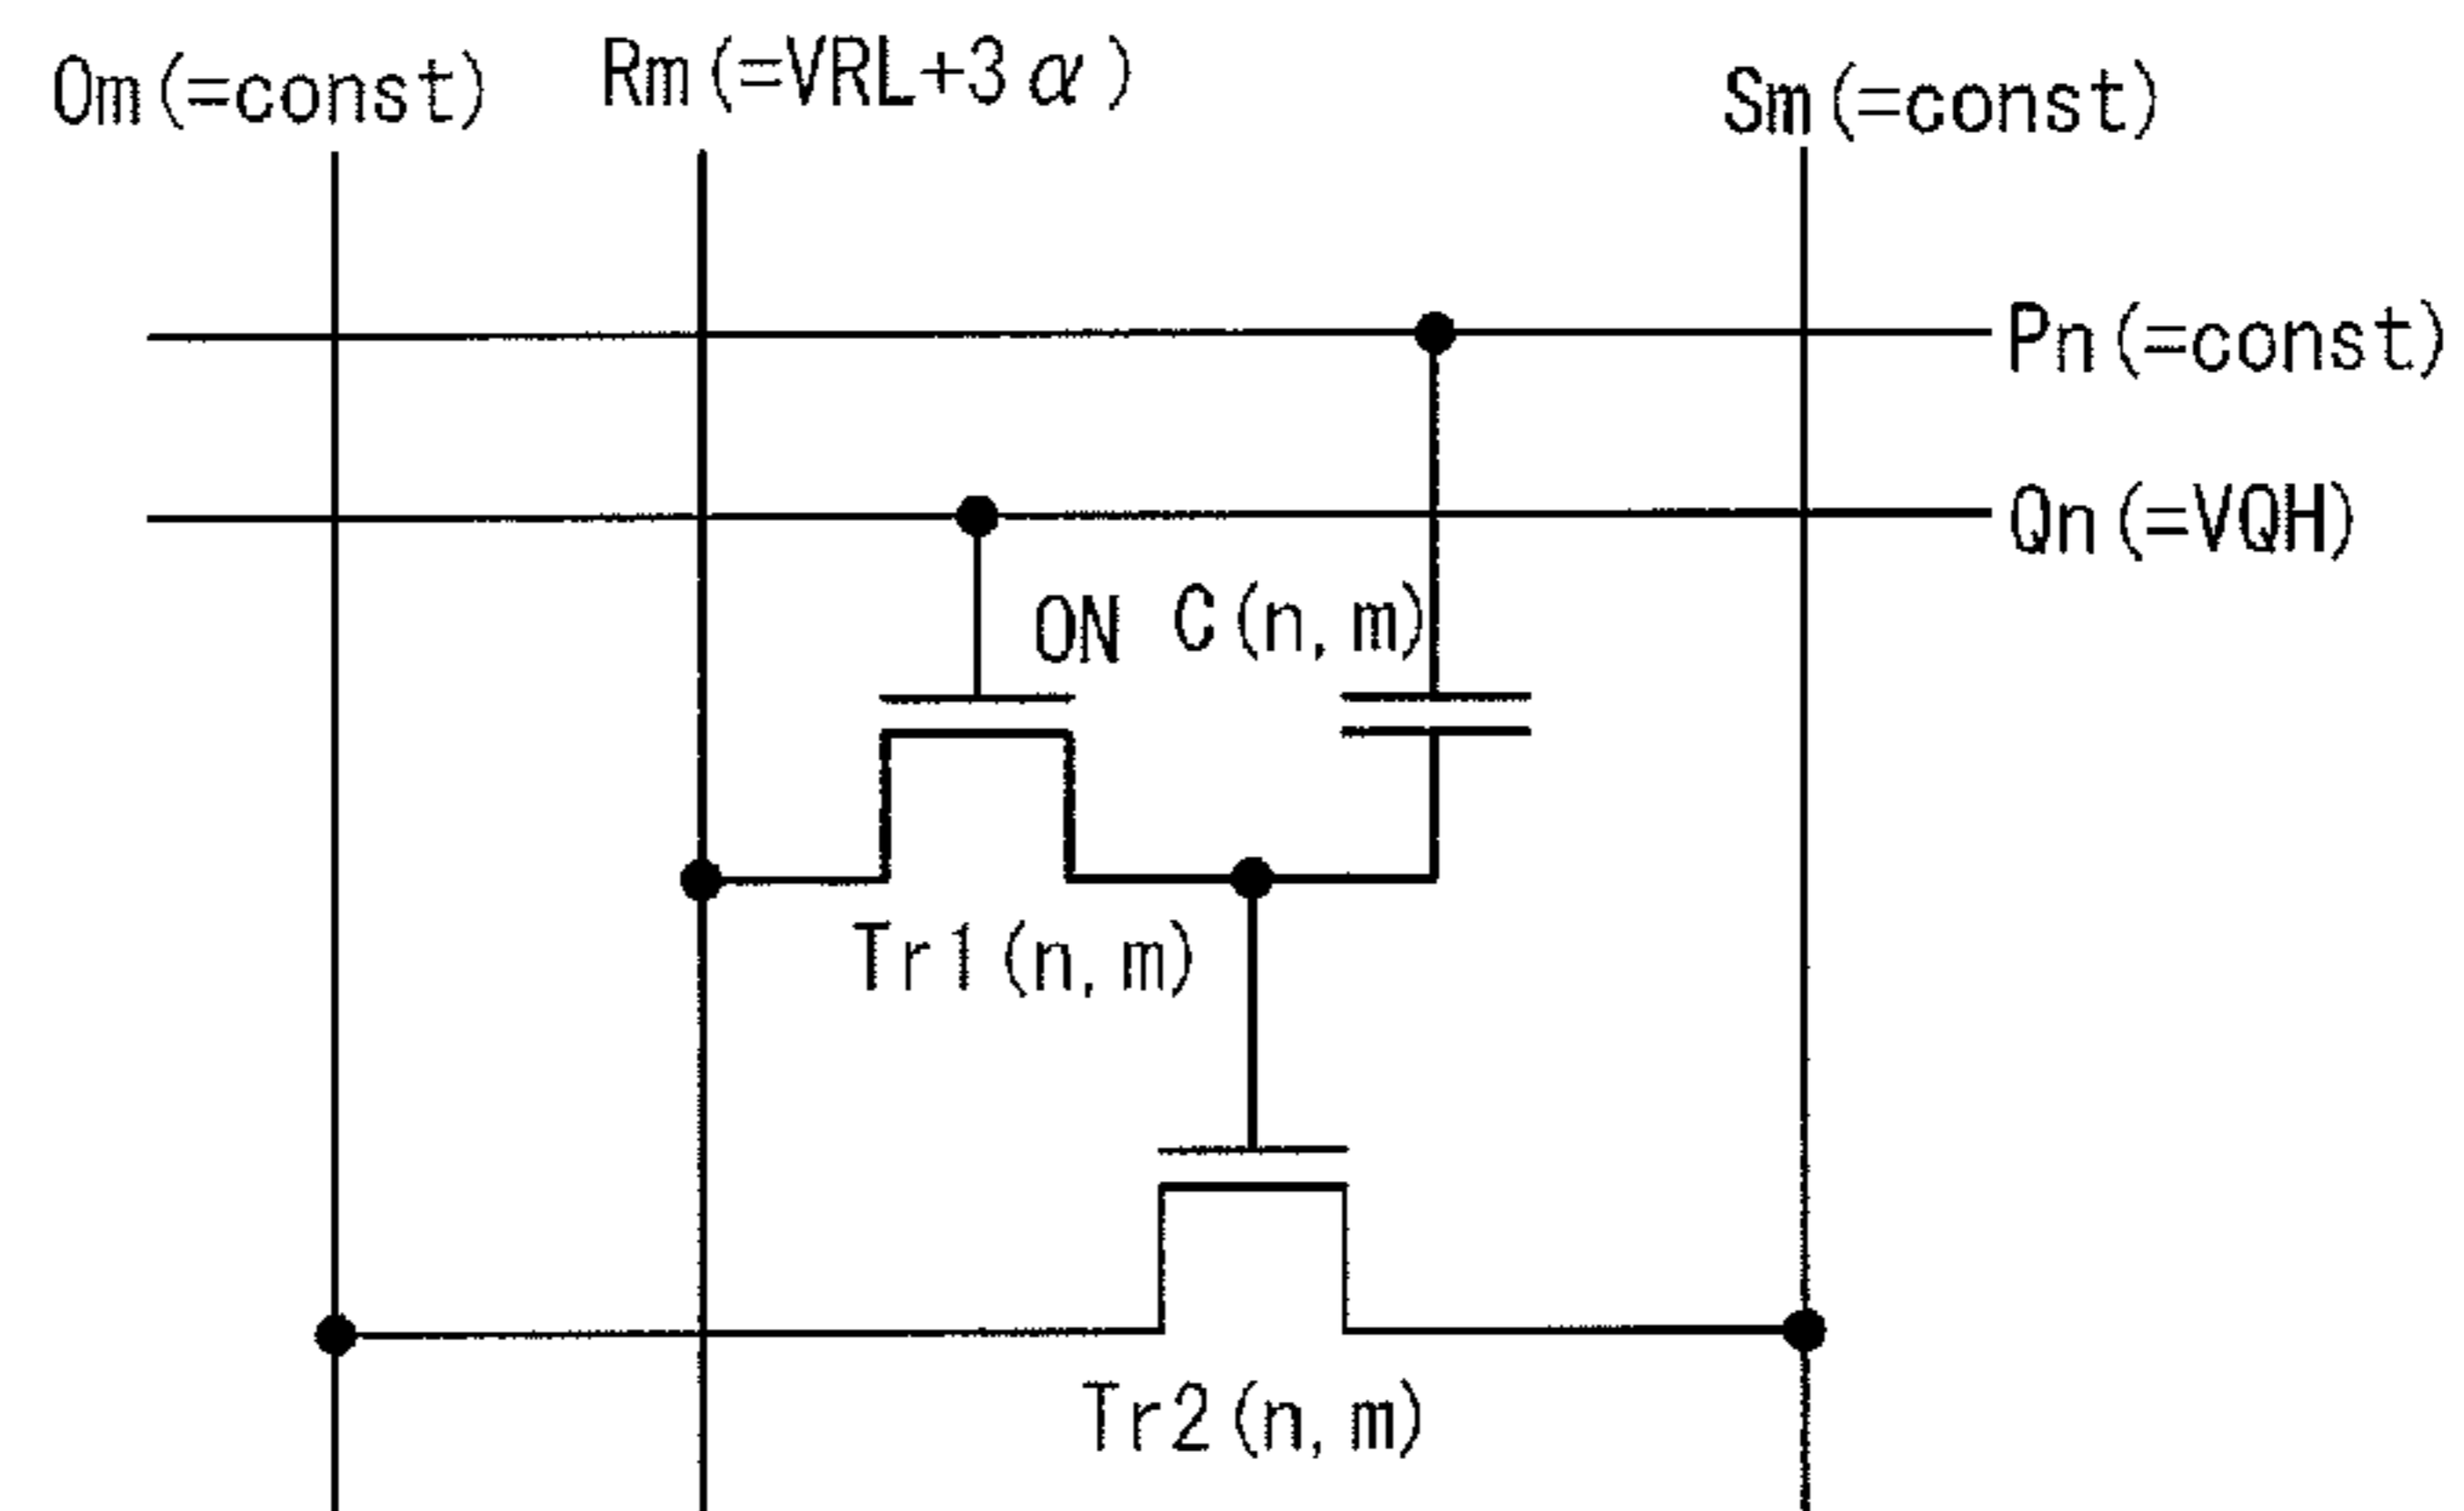 Om(=const)
Rm(=VRL+3α)
Sm(=const)
Pn(=const)
Qn(=VQH)
ON
C(n,m)
Tr1(n,m)
Tr2(n,m)